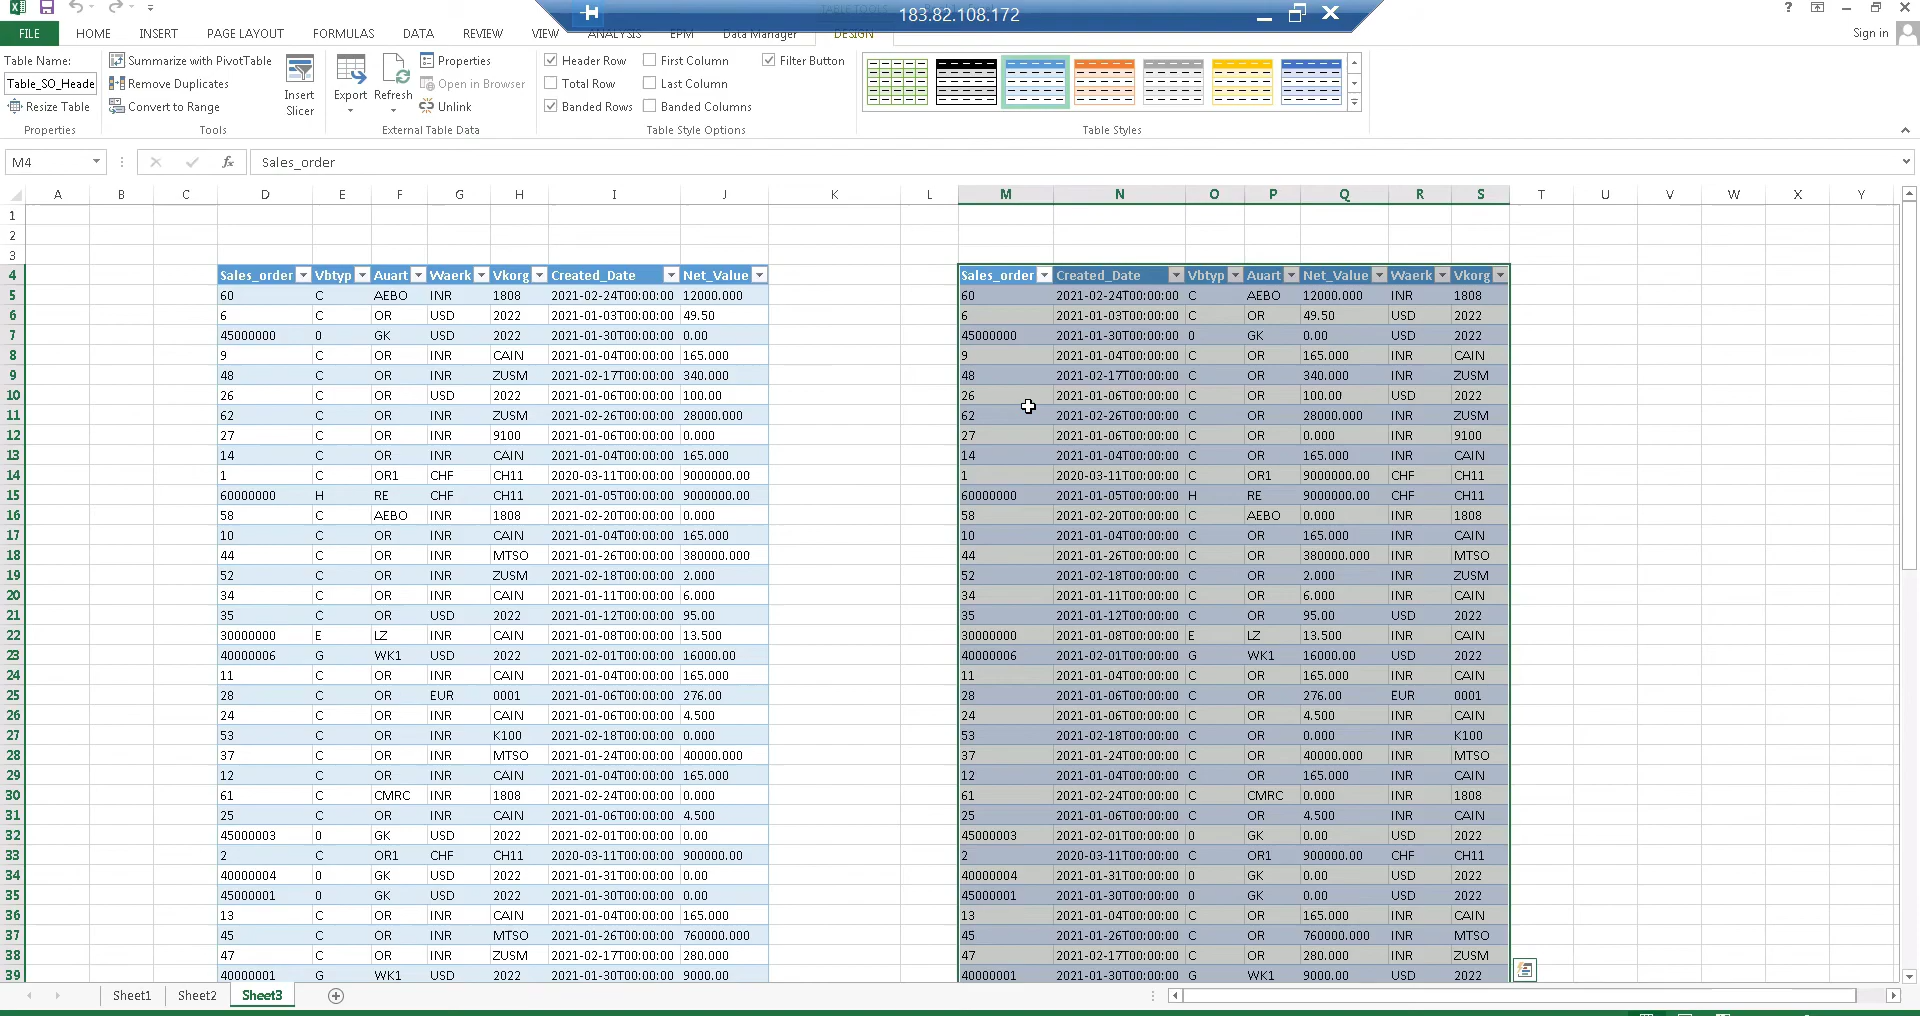 183.82.108.172
? Sign in
FILE HOME INSERT PAGE LAYOUT FORMULAS DATA REVIEW VIEW ANALYSIS EPM Data Manager DESIGN
Table Name:
Table_SO_Heade
Resize Table
Properties
Summarize with PivotTable
Remove Duplicates
Convert to Range
Tools
Insert
Slicer
Export Refresh
Properties
Open in Browser
Unlink
External Table Data
Header Row First Column Filter Button
Total Row Last Column
Banded Rows Banded Columns
Table Style Options
Table Styles
M4 fx Sales_order
A B C D E F G H I J K L M N O P Q R S T U V W X Y
1
2
3
4 Sales_order Vbtyp Auart Waerk Vkorg Created_Date Net_Value Sales_order Created_Date Vbtyp Auart Net_Value Waerk Vkorg
5 60 C AEBO INR 1808 2021-02-24T00:00:00 12000.000 60 2021-02-24T00:00:00 C AEBO 12000.000 INR 1808
6 6 C OR USD 2022 2021-01-03T00:00:00 49.50 6 2021-01-03T00:00:00 C OR 49.50 USD 2022
7 45000000 0 GK USD 2022 2021-01-30T00:00:00 0.00 45000000 2021-01-30T00:00:00 0 GK 0.00 USD 2022
8 9 C OR INR CAIN 2021-01-04T00:00:00 165.000 9 2021-01-04T00:00:00 C OR 165.000 INR CAIN
9 48 C OR INR ZUSM 2021-02-17T00:00:00 340.000 48 2021-02-17T00:00:00 C OR 340.000 INR ZUSM
10 26 C OR USD 2022 2021-01-06T00:00:00 100.00 26 2021-01-06T00:00:00 C OR 100.00 USD 2022
11 62 C OR INR ZUSM 2021-02-26T00:00:00 28000.000 62 2021-02-26T00:00:00 C OR 28000.000 INR ZUSM
12 27 C OR INR 9100 2021-01-06T00:00:00 0.000 27 2021-01-06T00:00:00 C OR 0.000 INR 9100
13 14 C OR INR CAIN 2021-01-04T00:00:00 165.000 14 2021-01-04T00:00:00 C OR 165.000 INR CAIN
14 1 C OR1 CHF CH11 2020-03-11T00:00:00 9000000.00 1 2020-03-11T00:00:00 C OR1 9000000.00 CHF CH11
15 60000000 H RE CHF CH11 2021-01-05T00:00:00 9000000.00 60000000 2021-01-05T00:00:00 H RE 9000000.00 CHF CH11
16 58 C AEBO INR 1808 2021-02-20T00:00:00 0.000 58 2021-02-20T00:00:00 C AEBO 0.000 INR 1808
17 10 C OR INR CAIN 2021-01-04T00:00:00 165.000 10 2021-01-04T00:00:00 C OR 165.000 INR CAIN
18 44 C OR INR MTSO 2021-01-26T00:00:00 380000.000 44 2021-01-26T00:00:00 C OR 380000.000 INR MTSO
19 52 C OR INR ZUSM 2021-02-18T00:00:00 2.000 52 2021-02-18T00:00:00 C OR 2.000 INR ZUSM
20 34 C OR INR CAIN 2021-01-11T00:00:00 6.000 34 2021-01-11T00:00:00 C OR 6.000 INR CAIN
21 35 C OR USD 2022 2021-01-12T00:00:00 95.00 35 2021-01-12T00:00:00 C OR 95.00 USD 2022
22 30000000 E LZ INR CAIN 2021-01-08T00:00:00 13.500 30000000 2021-01-08T00:00:00 E LZ 13.500 INR CAIN
23 40000006 G WK1 USD 2022 2021-02-01T00:00:00 16000.00 40000006 2021-02-01T00:00:00 G WK1 16000.00 USD 2022
24 11 C OR INR CAIN 2021-01-04T00:00:00 165.000 11 2021-01-04T00:00:00 C OR 165.000 INR CAIN
25 28 C OR EUR 0001 2021-01-06T00:00:00 276.00 28 2021-01-06T00:00:00 C OR 276.00 EUR 0001
26 24 C OR INR CAIN 2021-01-06T00:00:00 4.500 24 2021-01-06T00:00:00 C OR 4.500 INR CAIN
27 53 C OR INR K100 2021-02-18T00:00:00 0.000 53 2021-02-18T00:00:00 C OR 0.000 INR K100
28 37 C OR INR MTSO 2021-01-24T00:00:00 40000.000 37 2021-01-24T00:00:00 C OR 40000.000 INR MTSO
29 12 C OR INR CAIN 2021-01-04T00:00:00 165.000 12 2021-01-04T00:00:00 C OR 165.000 INR CAIN
30 61 C CMRC INR 1808 2021-02-24T00:00:00 0.000 61 2021-02-24T00:00:00 C CMRC 0.000 INR 1808
31 25 C OR INR CAIN 2021-01-06T00:00:00 4.500 25 2021-01-06T00:00:00 C OR 4.500 INR CAIN
32 45000003 0 GK USD 2022 2021-02-01T00:00:00 0.00 45000003 2021-02-01T00:00:00 0 GK 0.00 USD 2022
33 2 C OR1 CHF CH11 2020-03-11T00:00:00 900000.00 2 2020-03-11T00:00:00 C OR1 900000.00 CHF CH11
34 40000004 0 GK USD 2022 2021-01-31T00:00:00 0.00 40000004 2021-01-31T00:00:00 0 GK 0.00 USD 2022
35 45000001 0 GK USD 2022 2021-01-30T00:00:00 0.00 45000001 2021-01-30T00:00:00 0 GK 0.00 USD 2022
36 13 C OR INR CAIN 2021-01-04T00:00:00 165.000 13 2021-01-04T00:00:00 C OR 165.000 INR CAIN
37 45 C OR INR MTSO 2021-01-26T00:00:00 760000.000 45 2021-01-26T00:00:00 C OR 760000.000 INR MTSO
38 47 C OR INR ZUSM 2021-02-17T00:00:00 280.000 47 2021-02-17T00:00:00 C OR 280.000 INR ZUSM
39 40000001 G WK1 USD 2022 2021-01-30T00:00:00 9000.00 40000001 2021-01-30T00:00:00 G WK1 9000.00 USD 2022
Sheet1 Sheet2 Sheet3